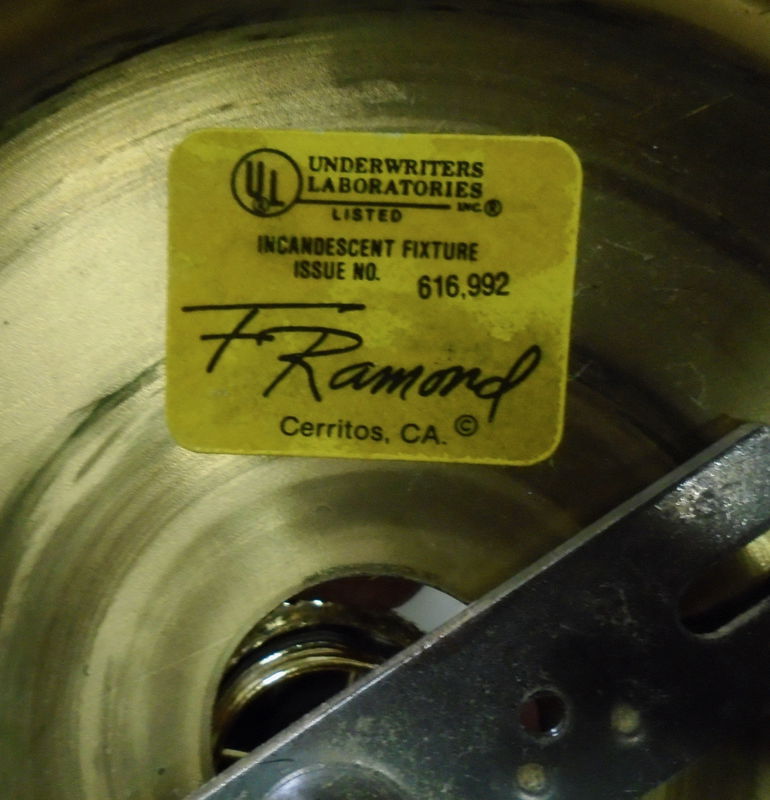 UL® UNDERWRITERS
LABORATORIES
INC.®
LISTED
INCANDESCENT FIXTURE
ISSUE NO. 616,992
F. Ramond
Cerritos, CA. ©